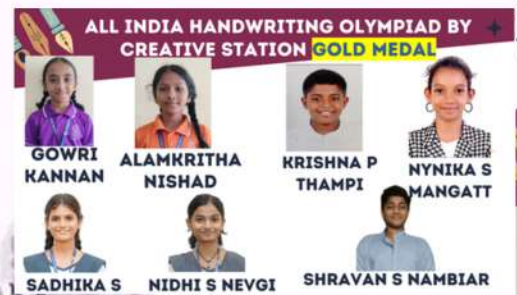 ALL INDIA HANDWRITING OLYMPIAD BY
CREATIVE STATION GOLD MEDAL
GOWRI
KANNAN
ALAMKRITHA
NISHAD
KRISHNA P
THAMPI
NYNIKA S
MANGATT
SADHIKA S
NIDHI S NEVGI
SHRAVAN S NAMBIAR